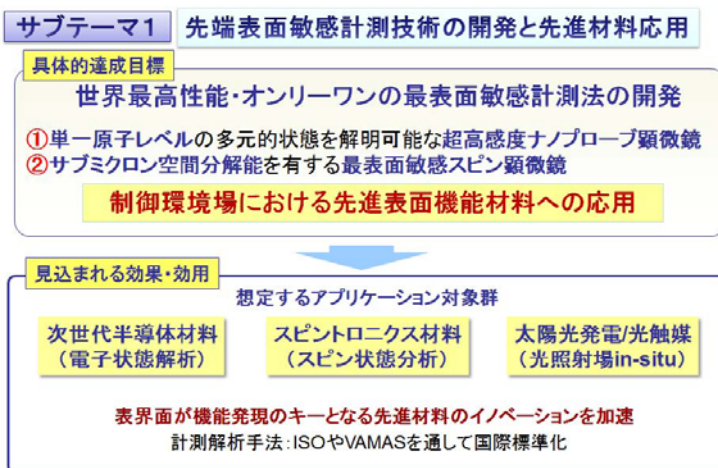 サブテーマ1 先端表面敏感計測技術の開発と先進材料応用
具体的達成目標
世界最高性能・オンリーワンの最表面敏感計測法の開発
①単一原子レベルの多元的状態を解明可能な超高感度ナノプローブ顕微鏡
②サブミクロン空間分解能を有する最表面敏感スピン顕微鏡
制御環境場における先進表面機能材料への応用
見込まれる効果・効用
想定するアプリケーション対象群
次世代半導体材料
（電子状態解析）
スピントロニクス材料
（スピン状態分析）
太陽光発電/光触媒
（光照射場in-situ）
表界面が機能発現のキーとなる先進材料のイノベーションを加速
計測解析手法：ISOやVAMASを通して国際標準化